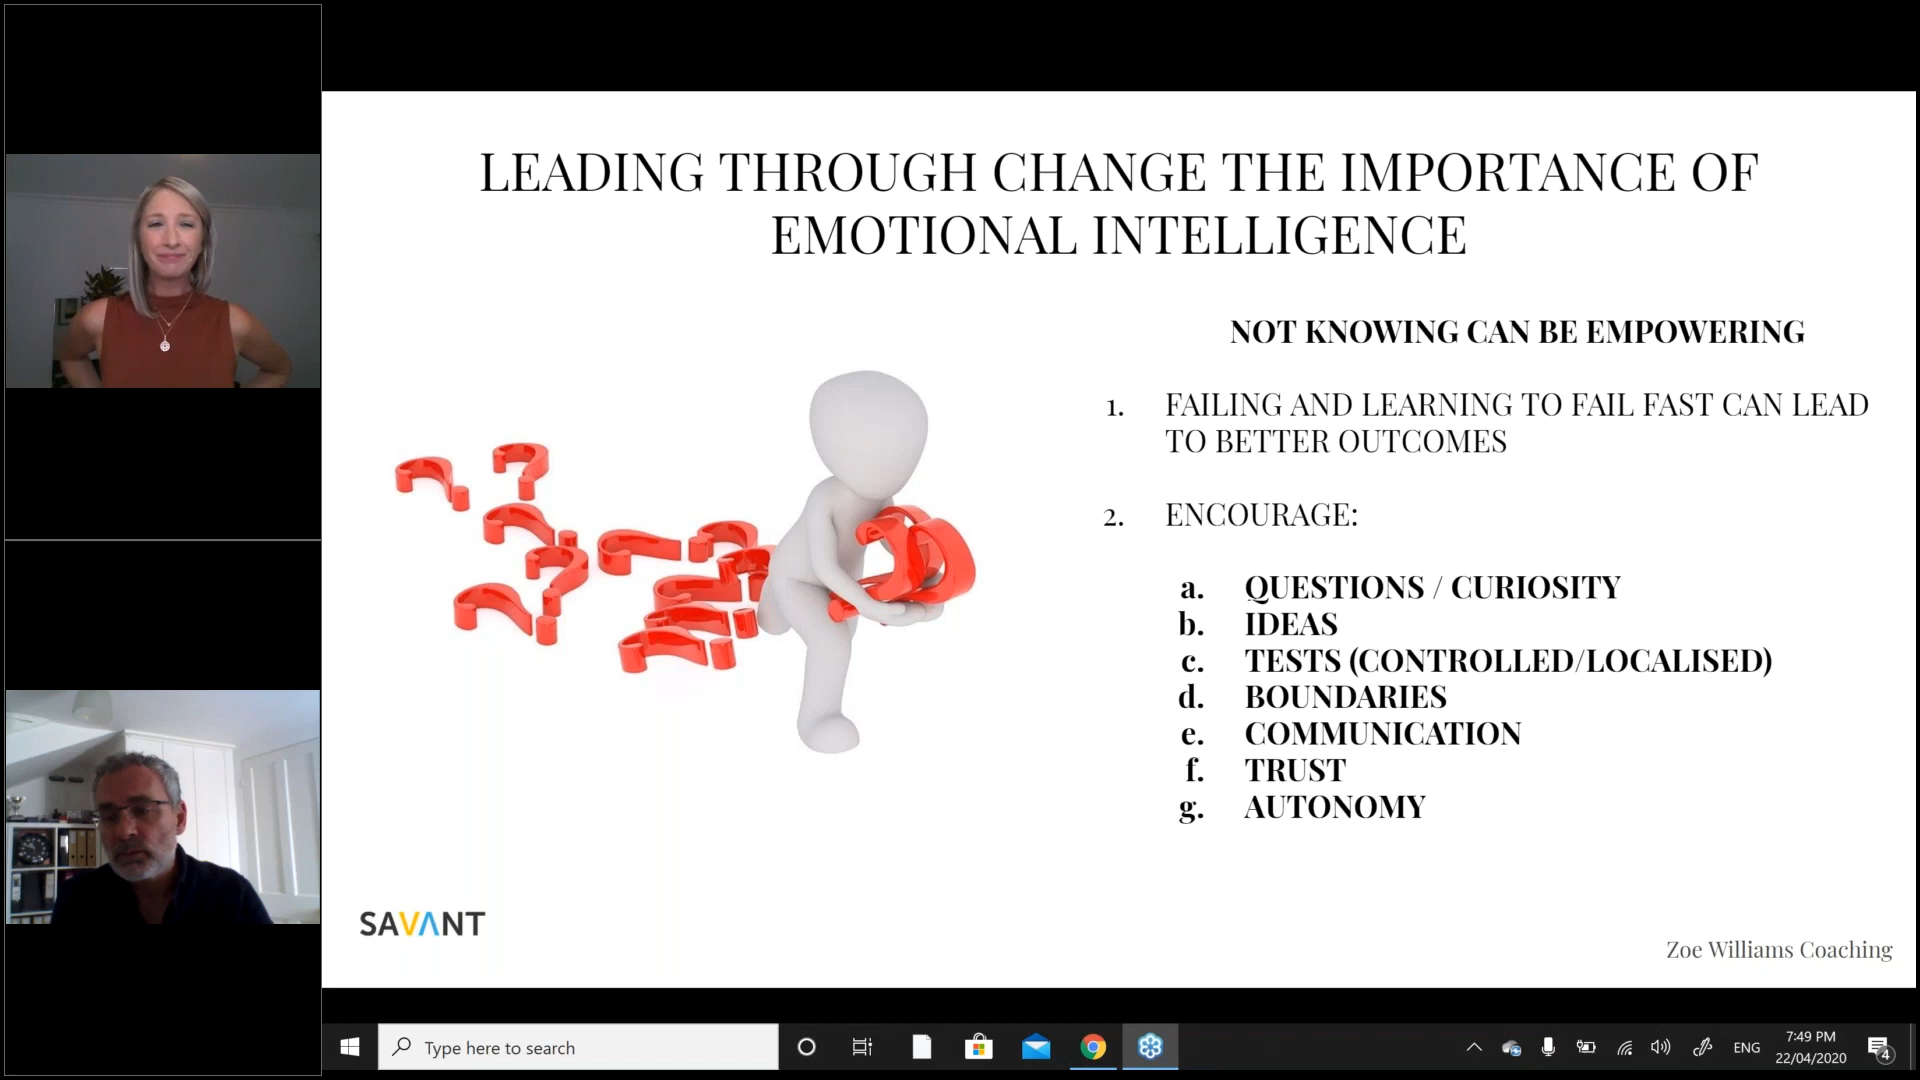 LEADING THROUGH CHANGE THE IMPORTANCE OF
EMOTIONAL INTELLIGENCE
NOT KNOWING CAN BE EMPOWERING
1. FAILING AND LEARNING TO FAIL FAST CAN LEAD
TO BETTER OUTCOMES
2. ENCOURAGE:
a. QUESTIONS / CURIOSITY
b. IDEAS
c. TESTS (CONTROLLED/LOCALISED)
d. BOUNDARIES
e. COMMUNICATION
f. TRUST
g. AUTONOMY
SAVANT
Zoe Williams Coaching
Type here to search
ENG
7:49 PM
22/04/2020
4